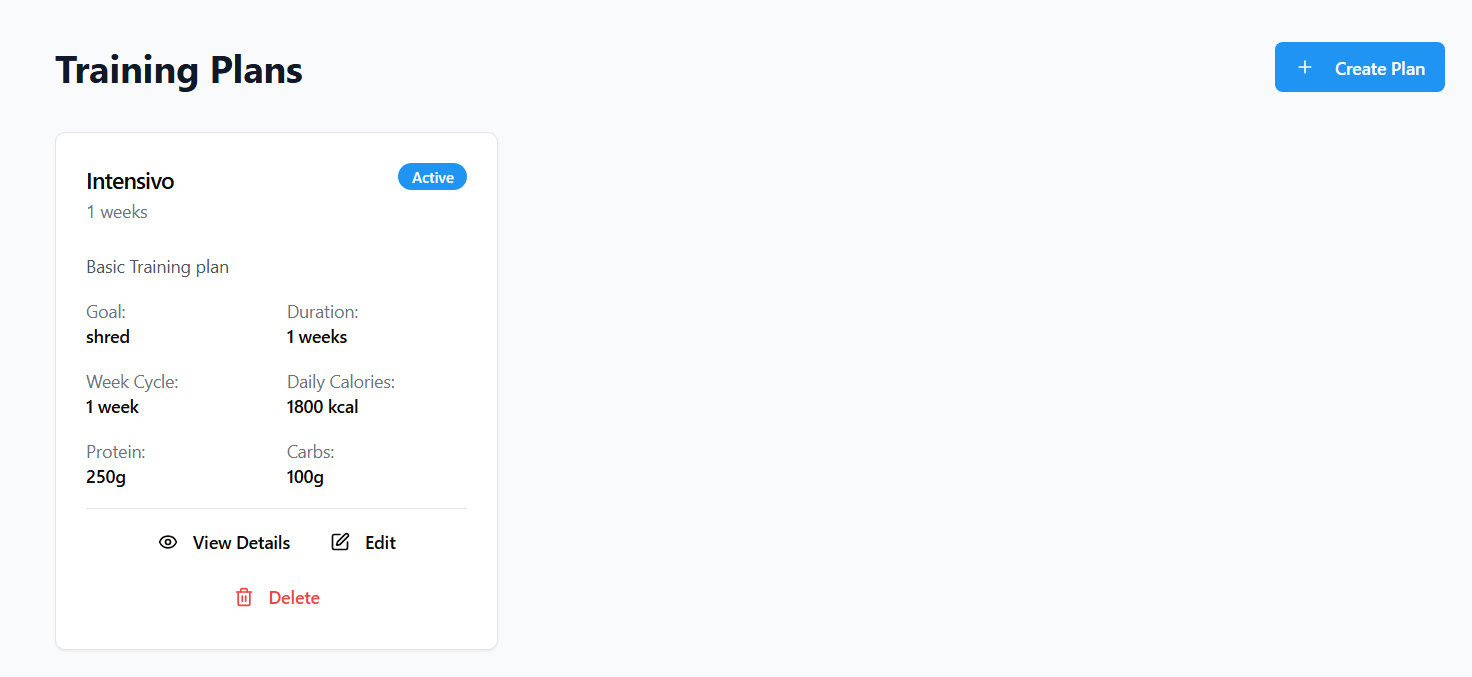 Training Plans
Create Plan
Intensivo
Active
1 weeks
Basic Training plan
Goal:
Duration:
shred
1 weeks
Week Cycle:
Daily Calories:
1 week
1800 kcal
Protein:
Carbs:
250g
100g
View Details
Edit
Delete